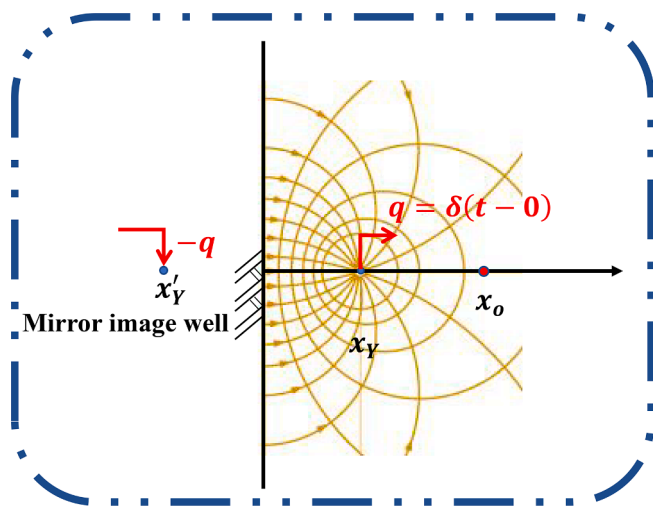 q = δ(t − 0)
−q
x′_Y
x_o
Mirror image well
x_Y